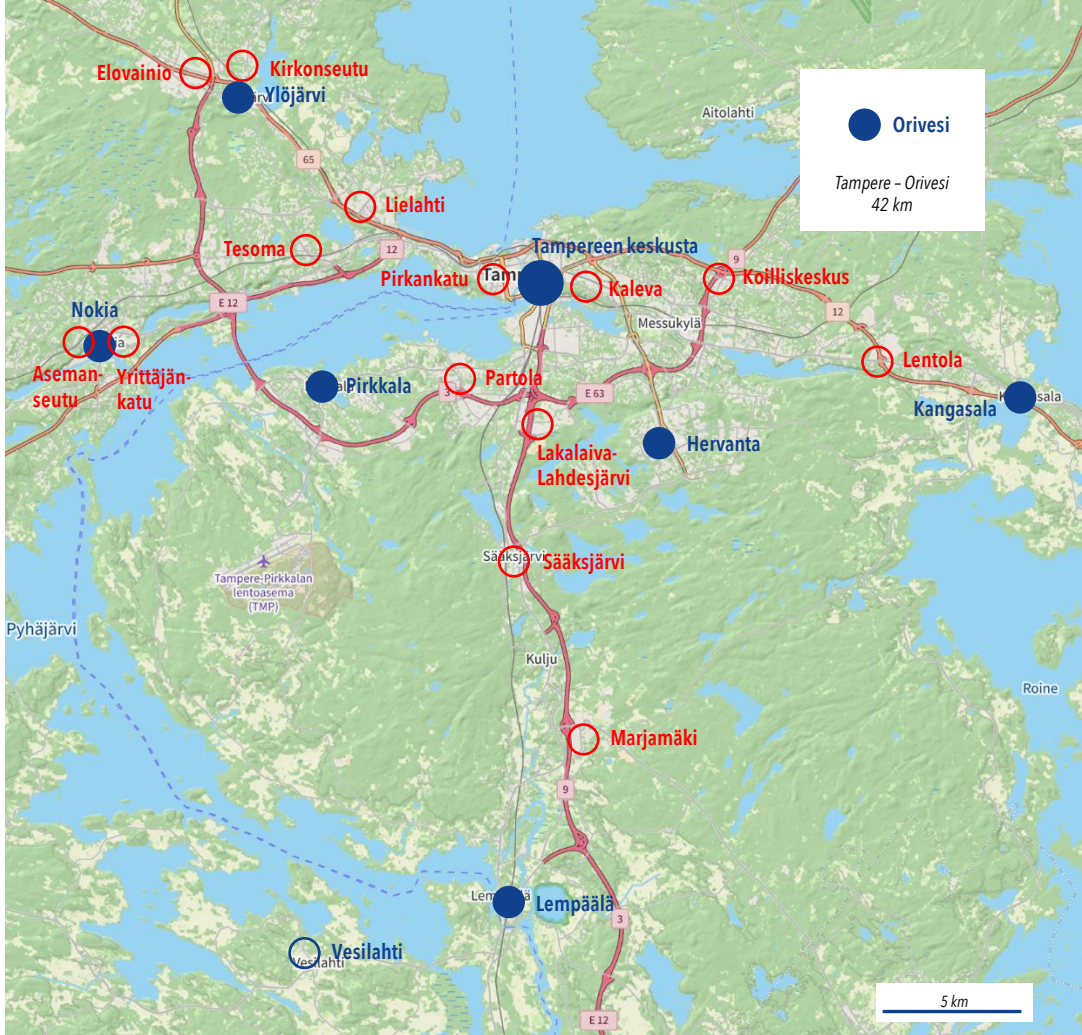 Elovainio
Kirkonseutu
Ylöjärvi
Aitolahti
Orivesi
Tampere – Orivesi
42 km
65
Lielahti
Tesoma
12
Tampereen keskusta
Pirkankatu
Kaleva
9
Koilliskeskus
E 12
12
Nokia
Messukylä
Aseman-
seutu
Yrittäjän-
katu
Pirkkala
3
Partola
E 63
Lentola
Kangasala
Hervanta
Lakalaiva-
Lahdesjärvi
Sääksjärvi
Sääksjärvi
Tampere-Pirkkalan
lentoasema
(TMP)
Pyhäjärvi
Kulju
Roine
Marjamäki
9
Lempäälä
3
Vesilahti
Vesilahti
5 km
E 12